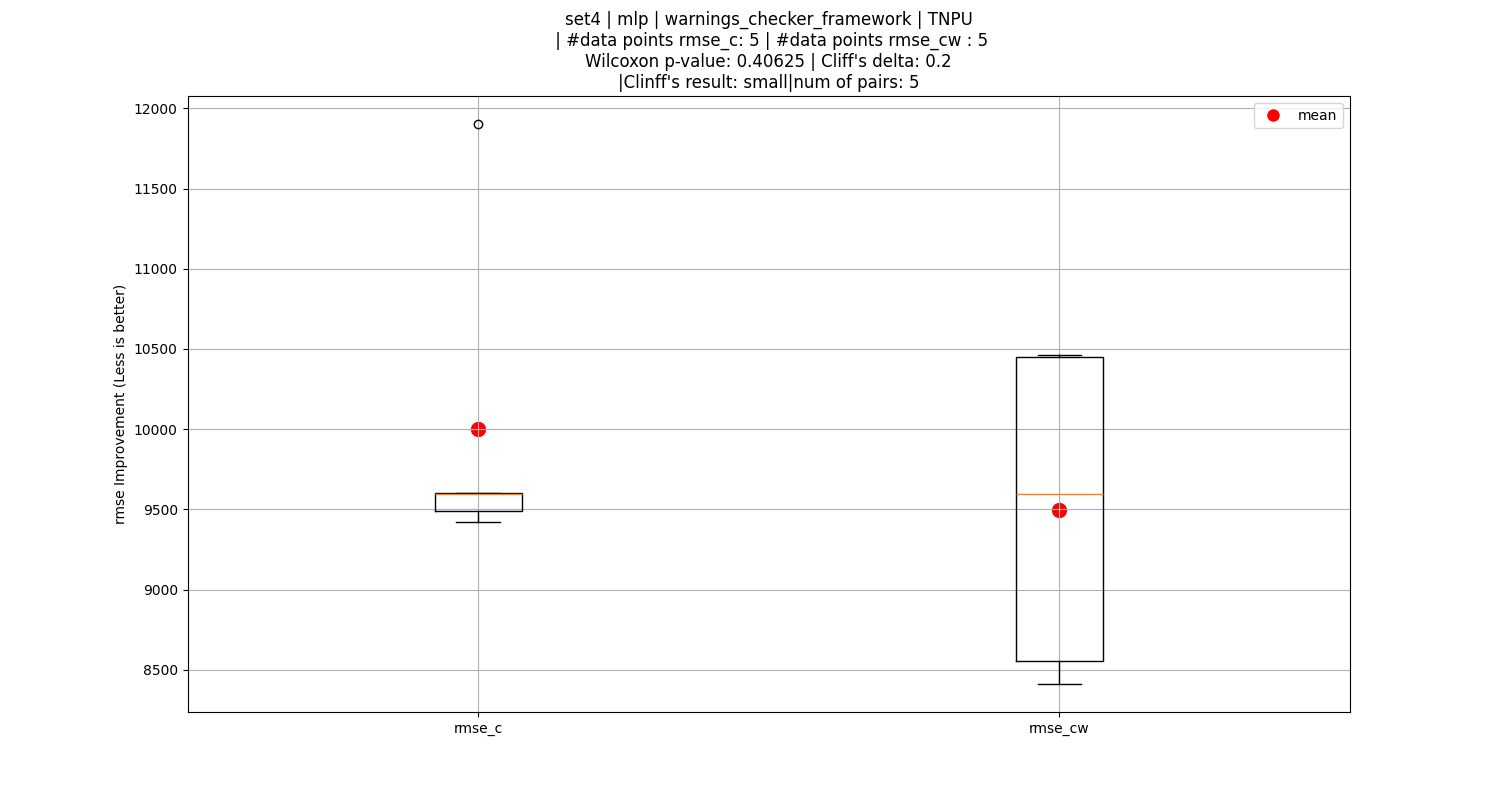 set4 | mlp | warnings_checker_framework | TNPU
| #data points rmse_c: 5 | #data points rmse_cw : 5
Wilcoxon p-value: 0.40625 | Cliff's delta: 0.2
|Clinff's result: small|num of pairs: 5
mean
rmse Improvement (Less is better)
12000
11500
11000
10500
10000
9500
9000
8500
rmse_c
rmse_cw